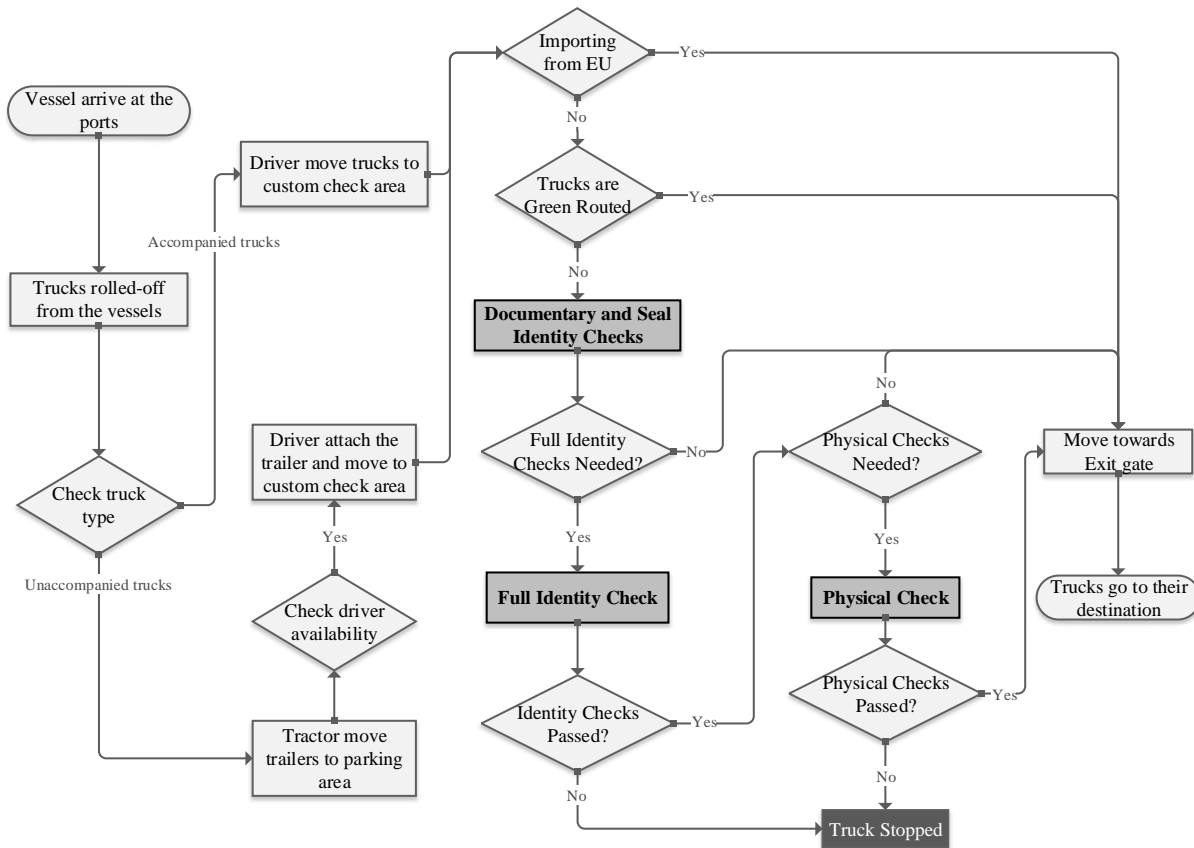 Vessel arrive at the
ports
Trucks rolled-off
from the vessels
Check truck
type
Accompanied trucks
Unaccompanied trucks
Driver move trucks to
custom check area
Driver attach the
trailer and move to
custom check area
Yes
Check driver
availability
Tractor move
trailers to parking
area
Importing
from EU
Yes
No
Trucks are
Green Routed
Yes
No
Documentary and Seal
Identity Checks
Full Identity
Checks Needed?
No
Yes
Full Identity Check
Identity Checks
Passed?
Yes
No
No
Physical Checks
Needed?
Yes
Physical Check
Physical Checks
Passed?
Yes
No
Truck Stopped
Move towards
Exit gate
Trucks go to their
destination